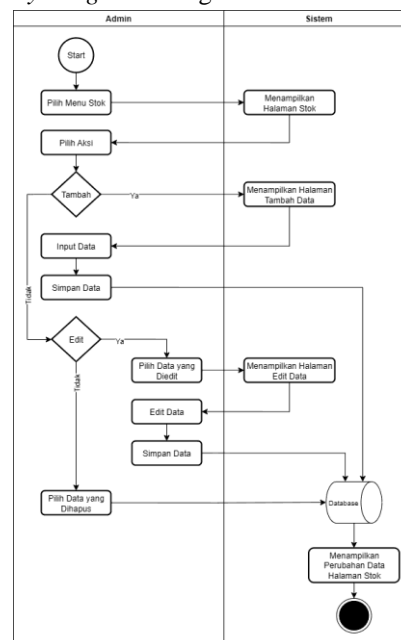 Admin
Sistem
Start
Pilih Menu Stok
Menampilkan
Halaman Stok
Pilih Aksi
Tambah
Ya
Menampilkan Halaman
Tambah Data
Input Data
Simpan Data
Tidak
Edit
Ya
Pilih Data yang
Diedit
Menampilkan Halaman
Edit Data
Tidak
Edit Data
Simpan Data
Pilih Data yang
Dihapus
Database
Menampilkan
Perubahan Data
Halaman Stok